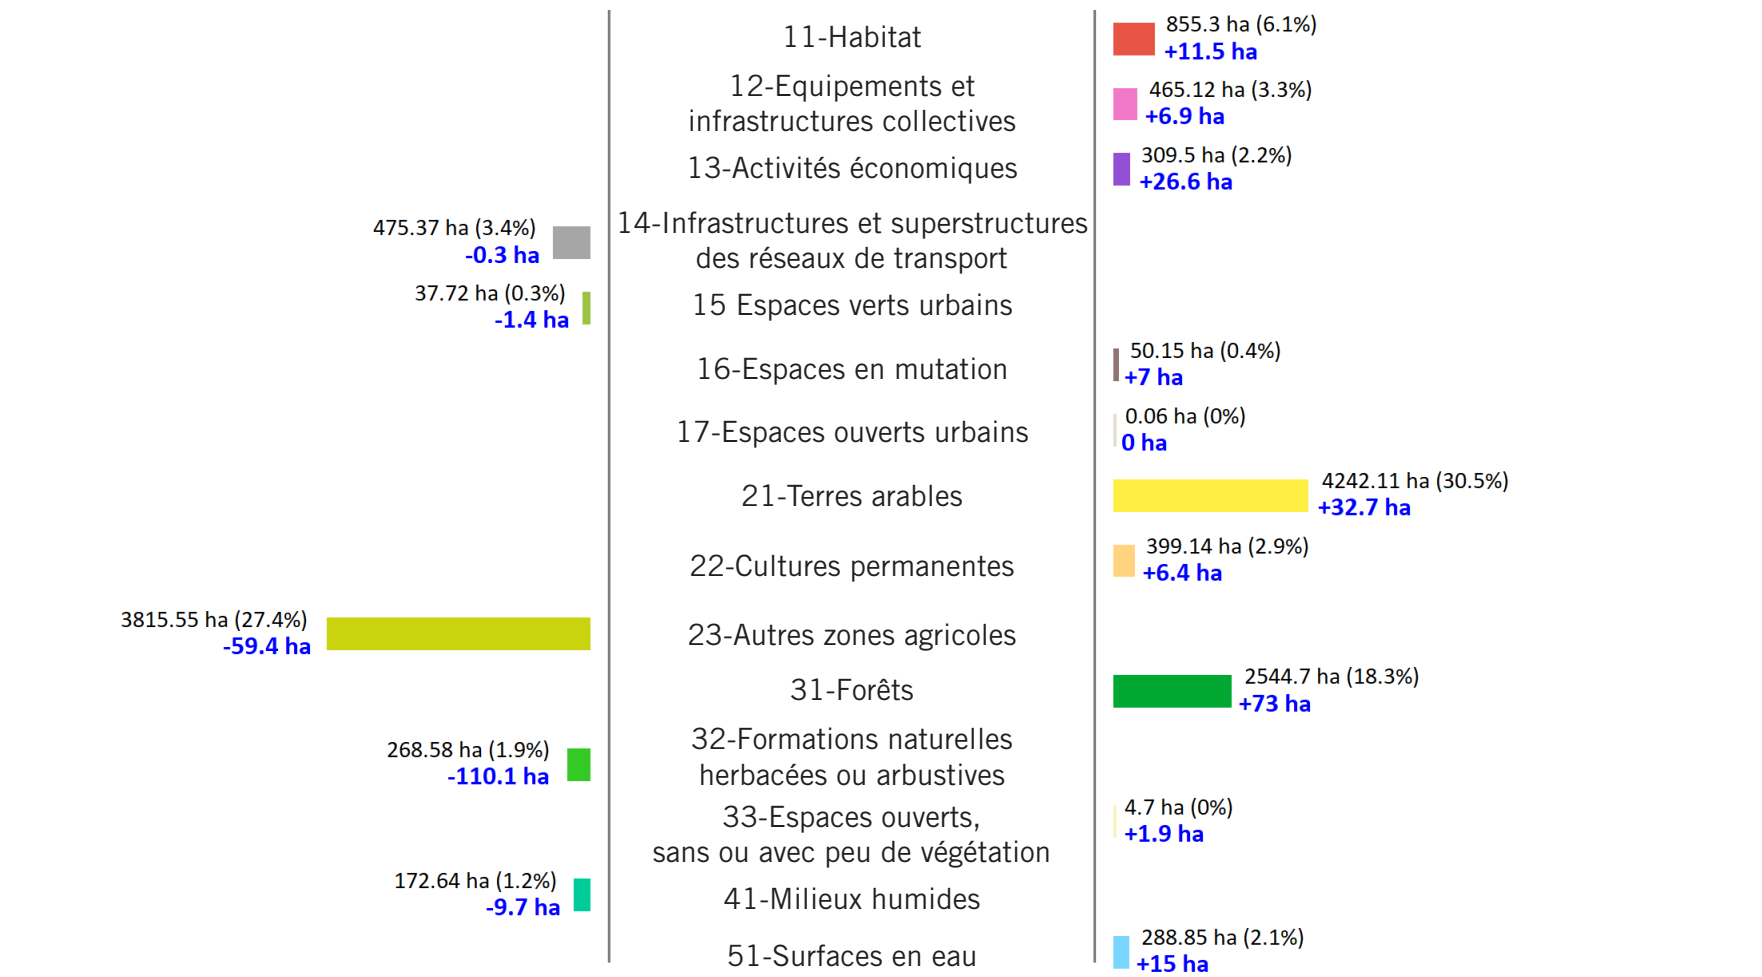 11-Habitat
855.3 ha (6.1%)
+11.5 ha
12-Equipements et
infrastructures collectives
465.12 ha (3.3%)
+6.9 ha
13-Activités économiques
309.5 ha (2.2%)
+26.6 ha
475.37 ha (3.4%)
-0.3 ha
14-Infrastructures et superstructures
des réseaux de transport
37.72 ha (0.3%)
-1.4 ha
15 Espaces verts urbains
16-Espaces en mutation
50.15 ha (0.4%)
+7 ha
17-Espaces ouverts urbains
0.06 ha (0%)
0 ha
21-Terres arables
4242.11 ha (30.5%)
+32.7 ha
22-Cultures permanentes
399.14 ha (2.9%)
+6.4 ha
3815.55 ha (27.4%)
-59.4 ha
23-Autres zones agricoles
31-Forêts
2544.7 ha (18.3%)
+73 ha
268.58 ha (1.9%)
-110.1 ha
32-Formations naturelles
herbacées ou arbustives
33-Espaces ouverts,
sans ou avec peu de végétation
4.7 ha (0%)
+1.9 ha
172.64 ha (1.2%)
-9.7 ha
41-Milieux humides
51-Surfaces en eau
288.85 ha (2.1%)
+15 ha